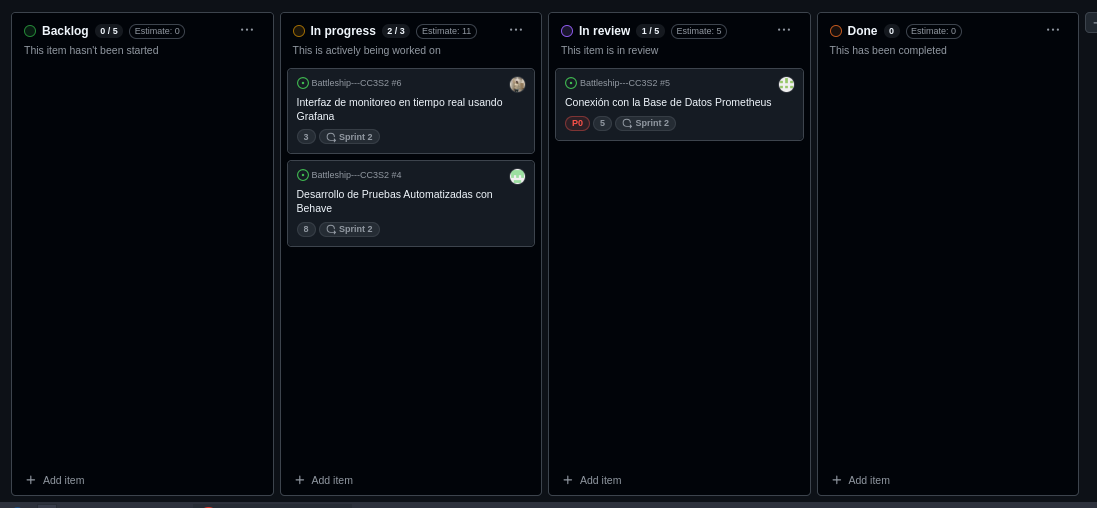 Backlog 0 / 5 Estimate: 0
This item hasn't been started
Add item
In progress 2 / 3 Estimate: 11
This is actively being worked on
Battleship---CC3S2 #6
Interfaz de monitoreo en tiempo real usando
Grafana
3 Sprint 2
Battleship---CC3S2 #4
Desarrollo de Pruebas Automatizadas con
Behave
8 Sprint 2
Add item
In review 1 / 5 Estimate: 5
This item is in review
Battleship---CC3S2 #5
Conexión con la Base de Datos Prometheus
P0 5 Sprint 2
Add item
Done 0 Estimate: 0
This has been completed
Add item